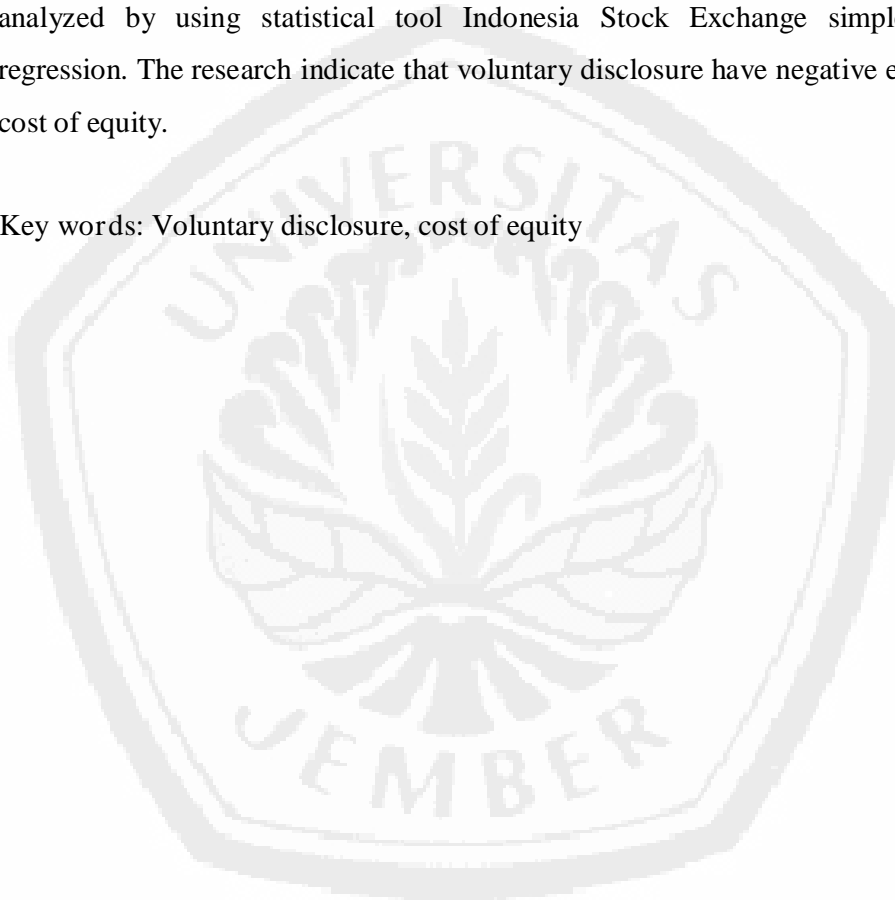 analyzed by using statistical tool Indonesia Stock Exchange simple
regression. The research indicate that voluntary disclosure have negative
cost of equity.
Key words: Voluntary disclosure, cost of equity
UNIVERSITAS
JEMBER